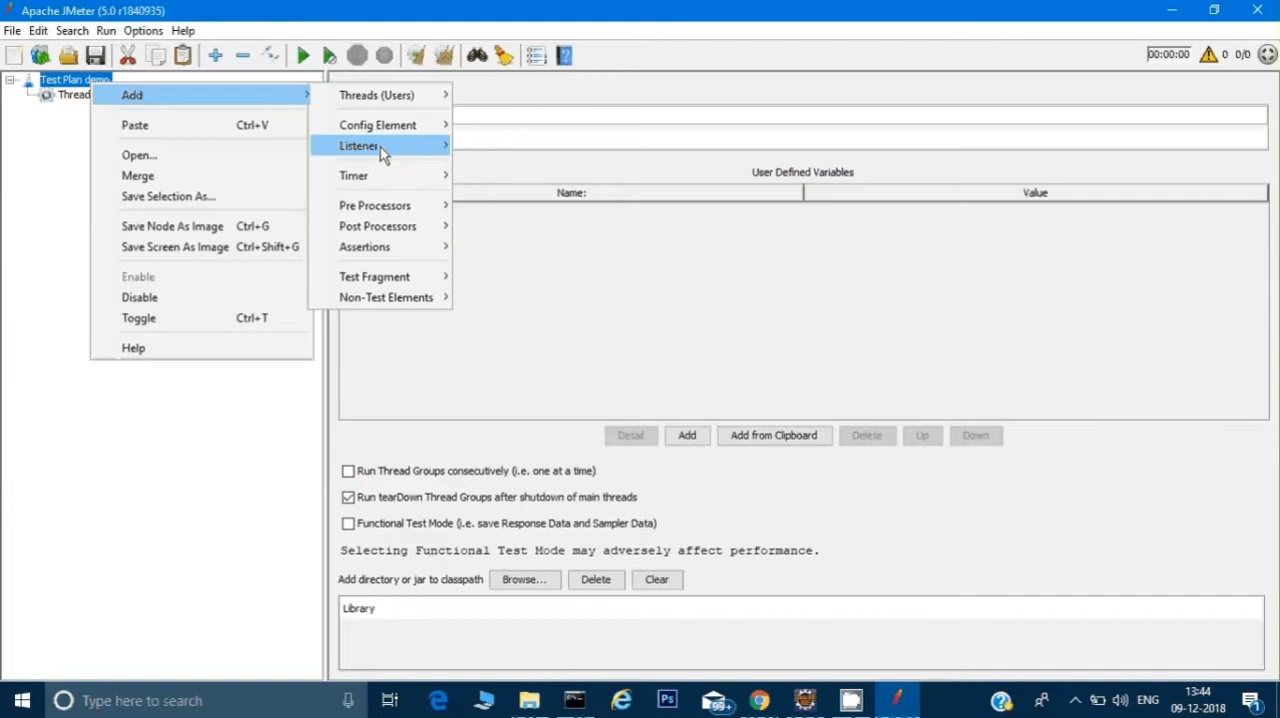 Apache JMeter (5.0 r1840935)
File Edit Search Run Options Help
00:00:00 0 0/0
Test Plan demo
Thread
Add
Paste Ctrl+V
Open...
Merge
Save Selection As...
Save Node As Image Ctrl+G
Save Screen As Image Ctrl+Shift+G
Enable
Disable
Toggle Ctrl+T
Help
Threads (Users)
Config Element
Listener
Timer
Pre Processors
Post Processors
Assertions
Test Fragment
Non-Test Elements
User Defined Variables
Name: Value
Detail Add Add from Clipboard Delete Up Down
Run Thread Groups consecutively (i.e. one at a time)
Run tearDown Thread Groups after shutdown of main threads
Functional Test Mode (i.e. save Response Data and Sampler Data)
Selecting Functional Test Mode may adversely affect performance.
Add directory or jar to classpath Browse... Delete Clear
Library
Type here to search
Ps
99+
ENG
13:44
09-12-2018
1